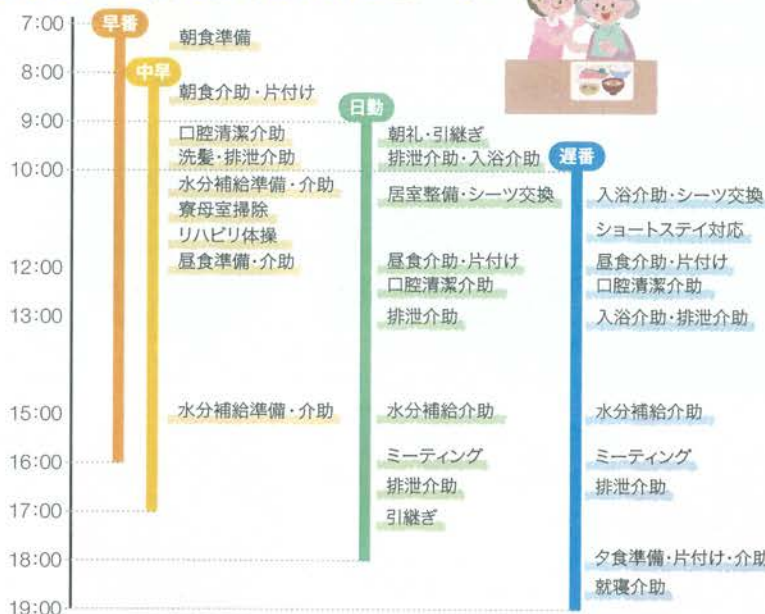 7:00
早番
朝食準備
8:00
中早
朝食介助・片付け
9:00
日勤
口腔清潔介助
朝礼・引継ぎ
洗髪・排泄介助
排泄介助・入浴介助
10:00
遅番
水分補給準備・介助
居室整備・シーツ交換
入浴介助・シーツ交換
寮母室掃除
リハビリ体操
ショートステイ対応
12:00
昼食準備・介助
昼食介助・片付け
昼食介助・片付け
口腔清潔介助
口腔清潔介助
13:00
排泄介助
入浴介助・排泄介助
15:00
水分補給準備・介助
水分補給介助
水分補給介助
16:00
ミーティング
ミーティング
排泄介助
排泄介助
17:00
引継ぎ
18:00
夕食準備・片付け・介助
就寝介助
19:00